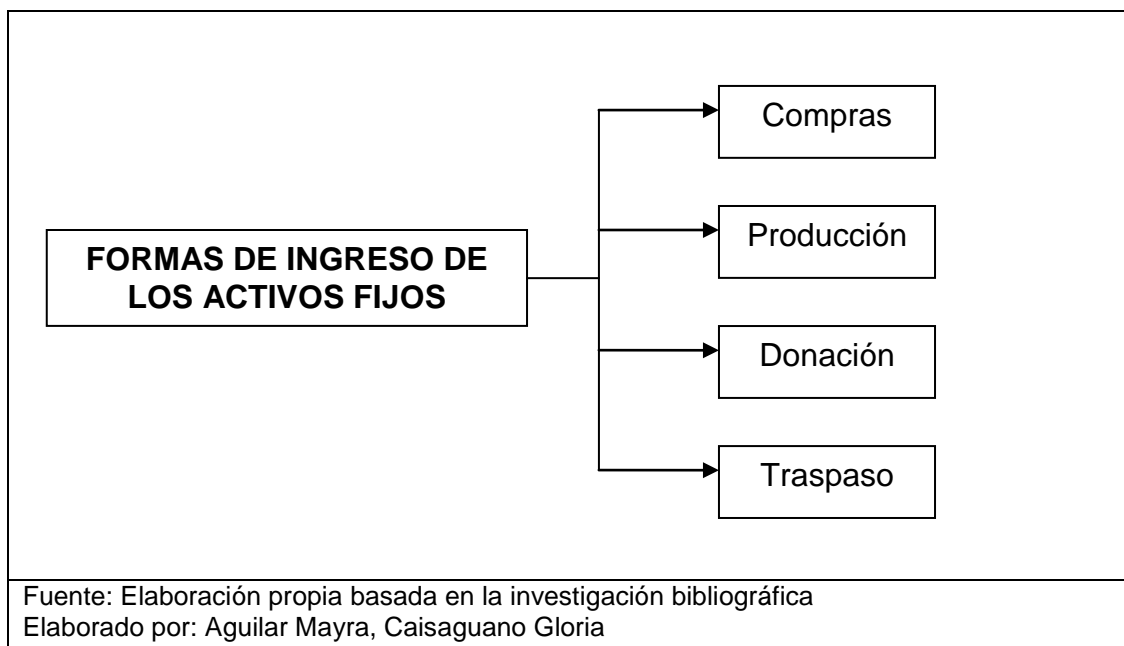 Compras
Producción
FORMAS DE INGRESO DE
LOS ACTIVOS FIJOS
Donación
Traspaso
Fuente: Elaboración propia basada en la investigación bibliográfica
Elaborado por: Aguilar Mayra, Caisaguano Gloria